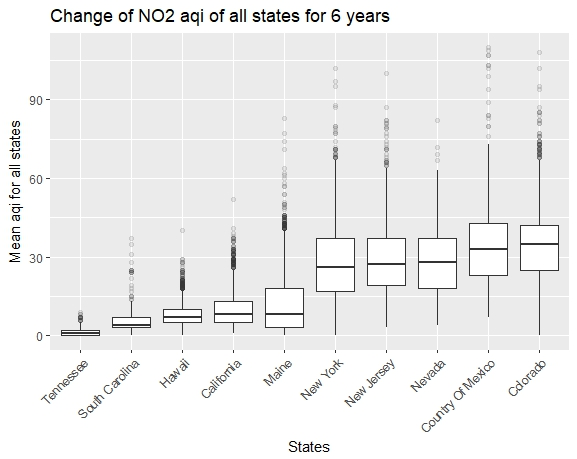 Change of NO2 aqi of all states for 6 years
Mean aqi for all states
90
60
30
0
Tennessee
South Carolina
Hawaii
California
Maine
New York
New Jersey
Nevada
Country Of Mexico
Colorado
States